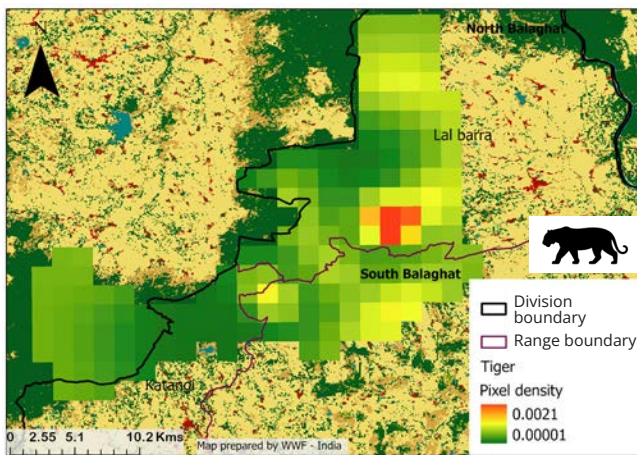 N
North Balaghat
Lal barra
South Balaghat
Katangi
Division
boundary
Range boundary
Tiger
Pixel density
0.0021
0.00001
0 2.55 5.1 10.2 Kms
Map prepared by WWF - India